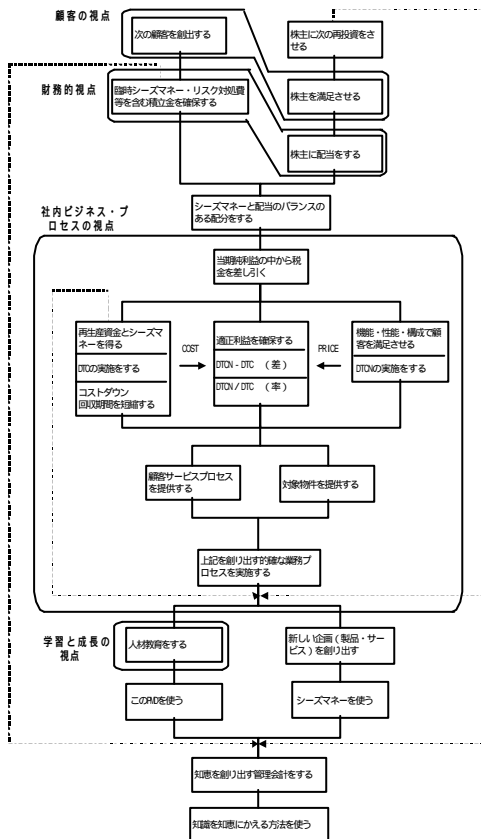 顧客の視点
次の顧客を創出する
株主に次の再投資をさ
せる
財務的視点
臨時シーズマネー・リスク対処費
等を含む積立金を確保する
株主を満足させる
株主に配当をする
シーズマネーと配当のバランスの
ある配分をする
社内ビジネス・プ
ロセスの視点
当期純利益の中から税
金を差し引く
再生産資金とシーズマ
ネーを得る
DTCの実施をする
コストダウン
回収期間を短縮する
COST
適正利益を確保する
DTCN - DTC （差）
DTCN / DTC （率）
PRICE
機能・性能・構成で顧
客を満足させる
DTCNの実施をする
顧客サービスプロセス
を提供する
対象物件を提供する
上記を創り出す的確な業務プ
ロセスを実施する
学習と成長の
視点
人材教育をする
新しい企画（製品・サー
ビス）を創り出す
このPMDを使う
シーズマネーを使う
知恵を創り出す管理会計をする
知識を知恵にかえる方法を使う